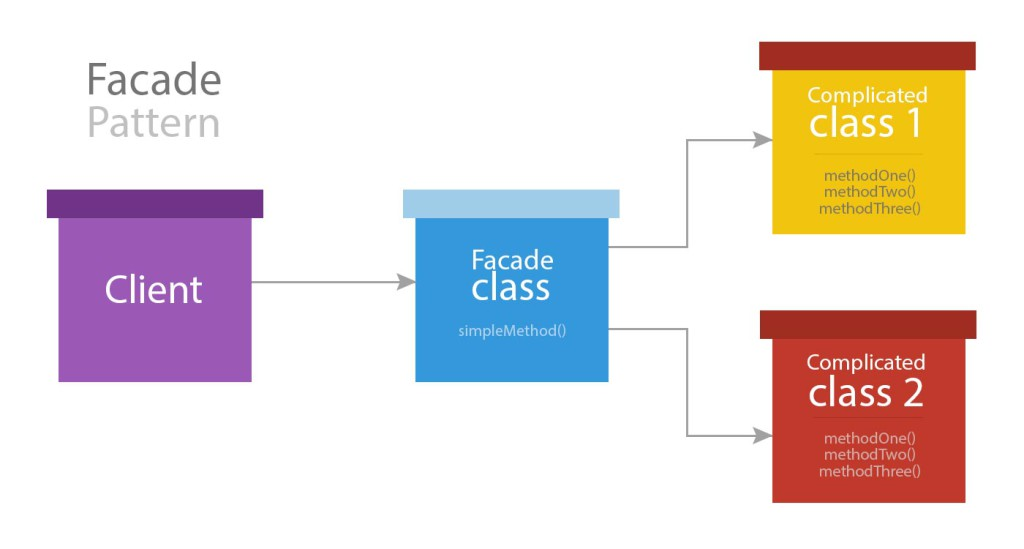 Facade
Pattern
Client
Facade
class
simpleMethod()
Complicated
class 1
methodOne()
methodTwo()
methodThree()
Complicated
class 2
methodOne()
methodTwo()
methodThree()